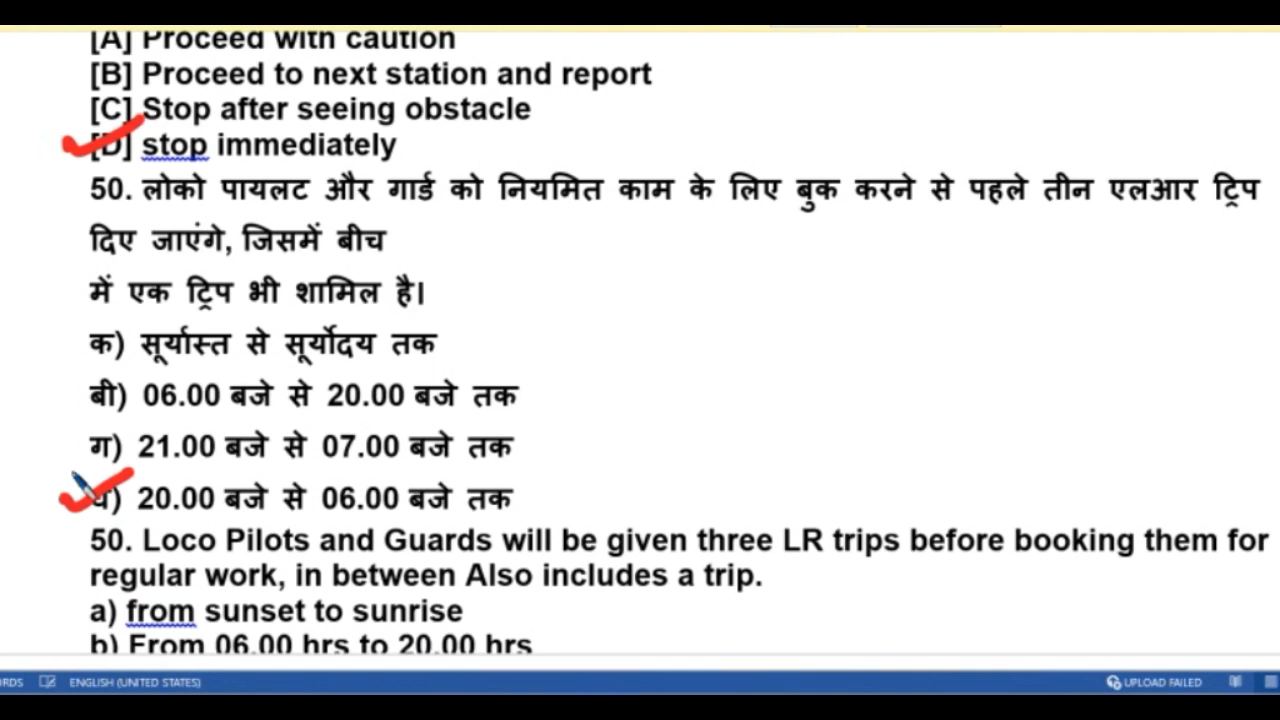 [A] Proceed with caution
[B] Proceed to next station and report
[C] Stop after seeing obstacle
[D] stop immediately
50. लोको पायलट और गार्ड को नियमित काम के लिए बुक करने से पहले तीन एलआर ट्रिप
दिए जाएंगे, जिसमें बीच
में एक ट्रिप भी शामिल है।
क) सूर्यास्त से सूर्योदय तक
बी) 06.00 बजे से 20.00 बजे तक
ग) 21.00 बजे से 07.00 बजे तक
घ) 20.00 बजे से 06.00 बजे तक
50. Loco Pilots and Guards will be given three LR trips before booking them for
regular work, in between Also includes a trip.
a) from sunset to sunrise
b) From 06.00 hrs to 20.00 hrs
ENGLISH (UNITED STATES) UPLOAD FAILED